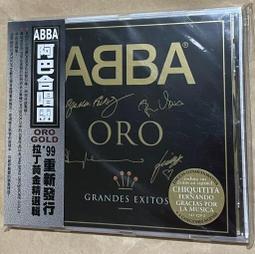 ABBA
阿巴合唱團
ORO
GOLD
'99
重新發行
拉丁黃金精選輯
ABBA
ORO
GRANDES EXITOS
CHIQUITITA
FERNANDO
GRACIAS POR
LA MUSICA